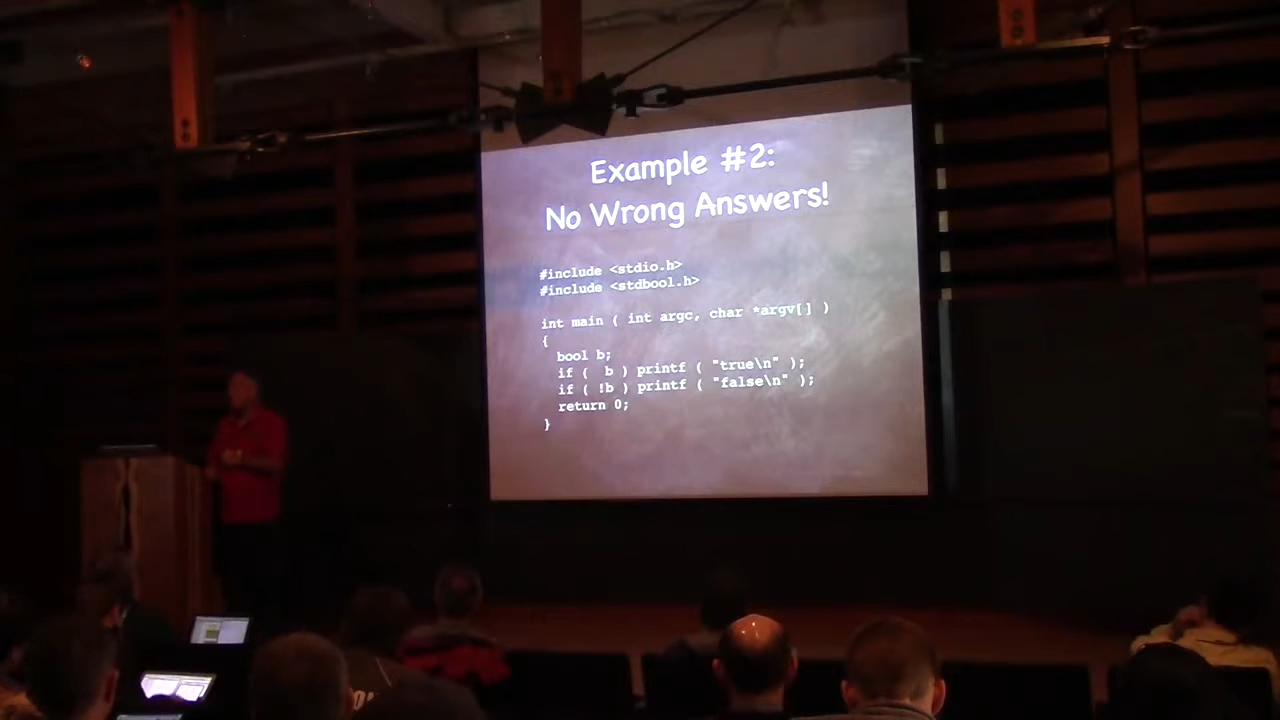 Example #2:
No Wrong Answers!
#include <stdio.h>
#include <stdbool.h>
int main ( int argc, char *argv[] )
{
  bool b;
  if (  b ) printf ( "true\n" );
  if ( !b ) printf ( "false\n" );
  return 0;
}